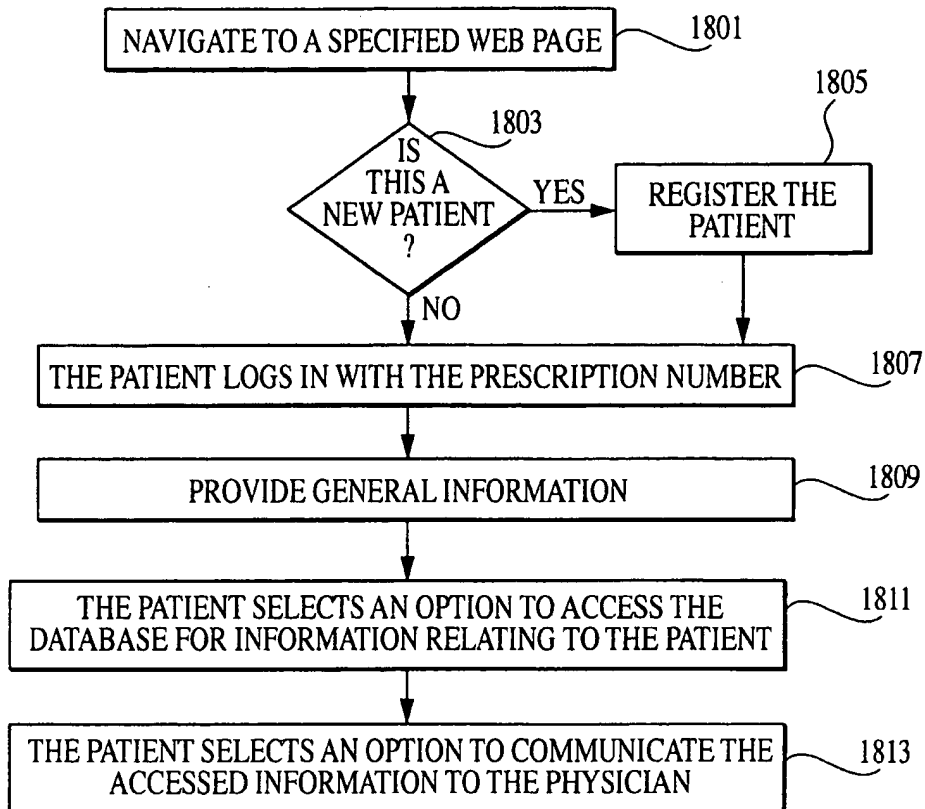 NAVIGATE TO A SPECIFIED WEB PAGE
1801
1803
IS
THIS A
NEW PATIENT
?
YES
1805
REGISTER THE
PATIENT
NO
THE PATIENT LOGS IN WITH THE PRESCRIPTION NUMBER
1807
PROVIDE GENERAL INFORMATION
1809
THE PATIENT SELECTS AN OPTION TO ACCESS THE
DATABASE FOR INFORMATION RELATING TO THE PATIENT
1811
THE PATIENT SELECTS AN OPTION TO COMMUNICATE THE
ACCESSED INFORMATION TO THE PHYSICIAN
1813